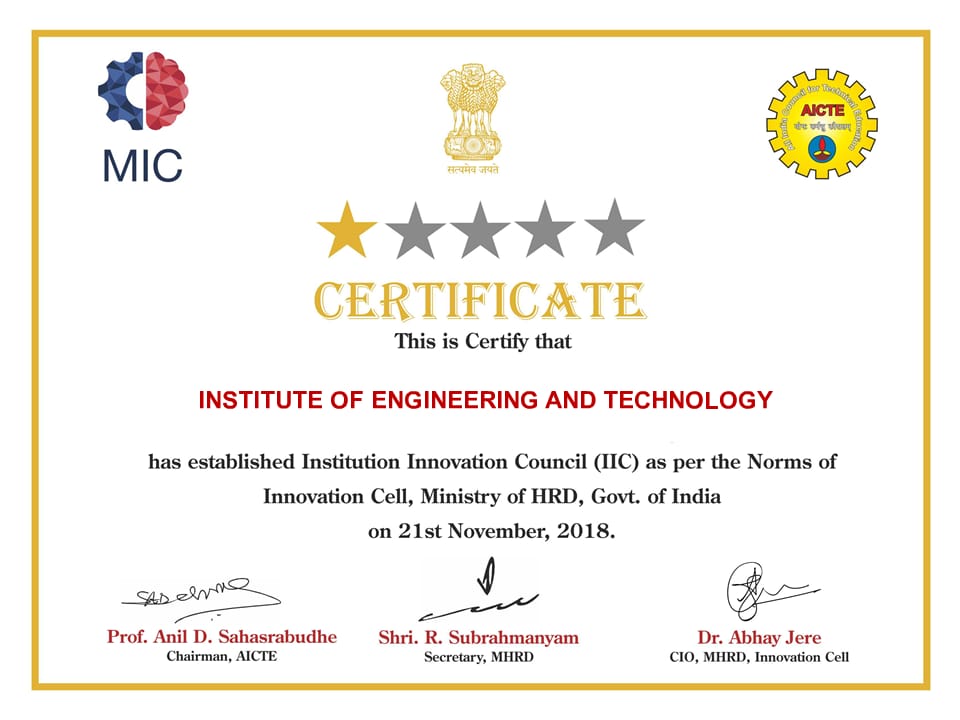 MIC
सत्यमेव जयते
All India Council for Technical Education
AICTE
योगः कर्मसु कौशलम्
CERTIFICATE
This is Certify that
INSTITUTE OF ENGINEERING AND TECHNOLOGY
has established Institution Innovation Council (IIC) as per the Norms of
Innovation Cell, Ministry of HRD, Govt. of India
on 21st November, 2018.
Prof. Anil D. Sahasrabudhe
Chairman, AICTE
Shri. R. Subrahmanyam
Secretary, MHRD
Dr. Abhay Jere
CIO, MHRD, Innovation Cell